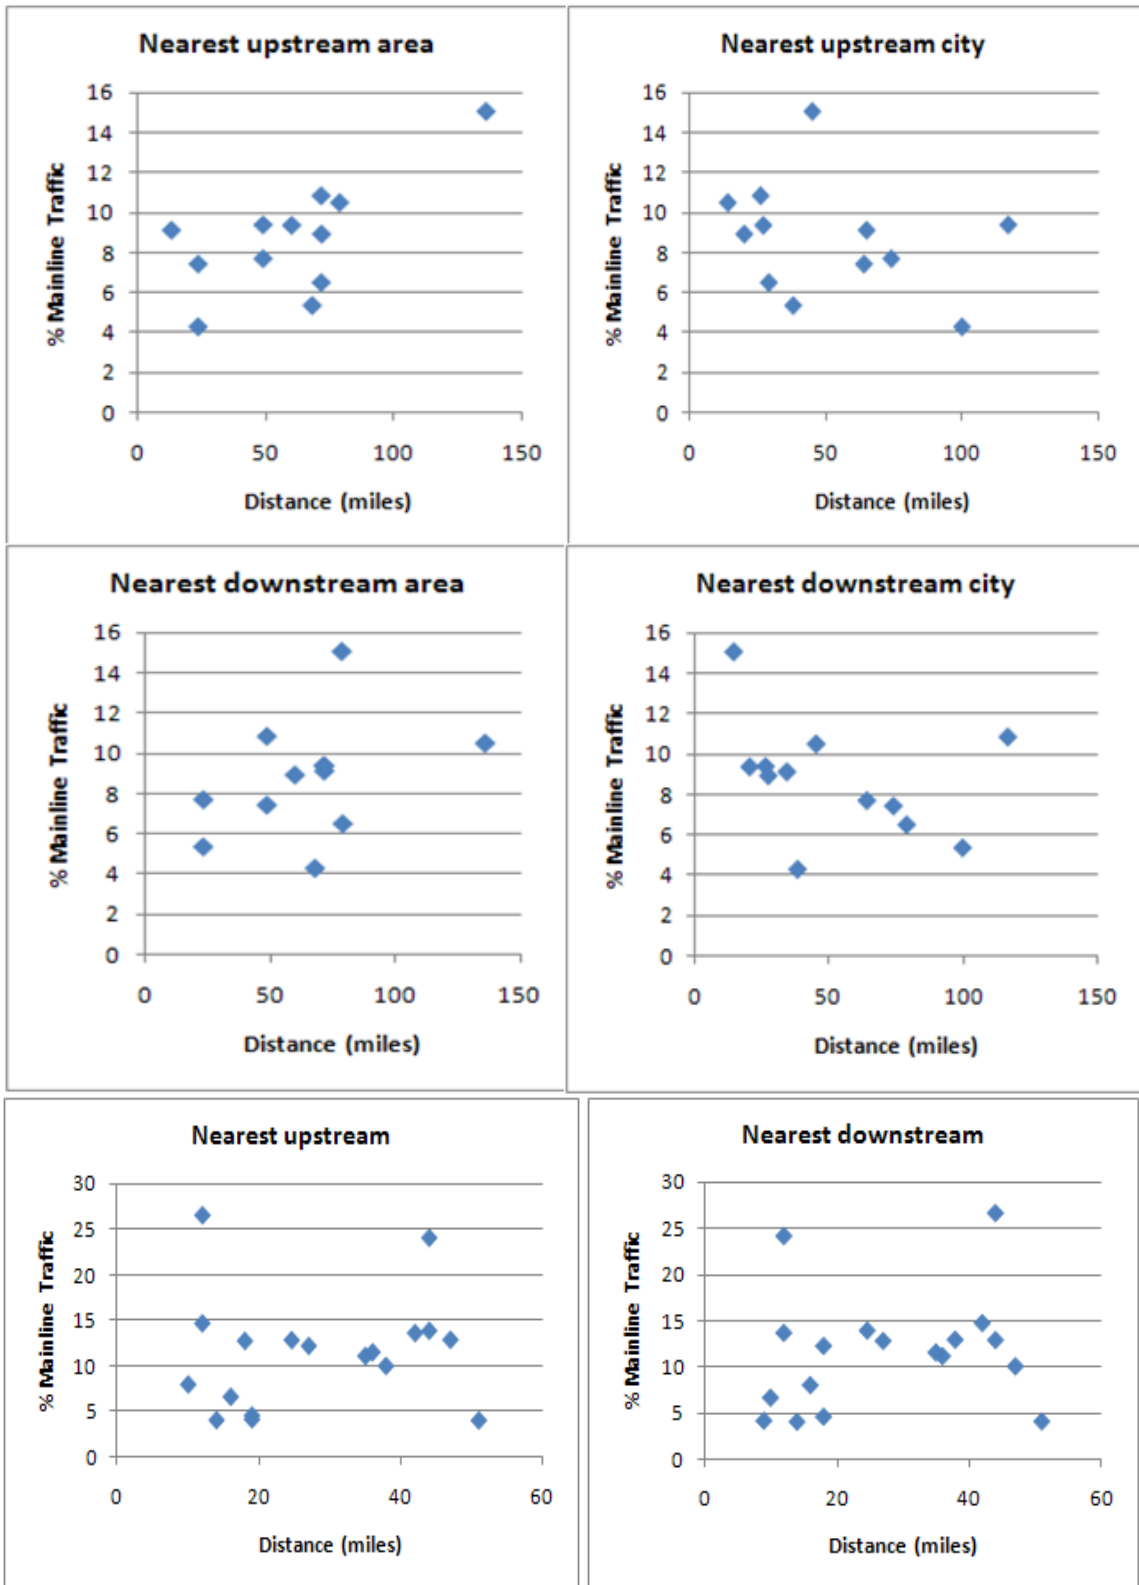 Nearest upstream area
% Mainline Traffic
16
14
12
10
8
6
4
2
0
0 50 100 150
Distance (miles)
Nearest upstream city
% Mainline Traffic
16
14
12
10
8
6
4
2
0
0 50 100 150
Distance (miles)
Nearest downstream area
% Mainline Traffic
16
14
12
10
8
6
4
2
0
0 50 100 150
Distance (miles)
Nearest downstream city
% Mainline Traffic
16
14
12
10
8
6
4
2
0
0 50 100 150
Distance (miles)
Nearest upstream
% Mainline Traffic
30
25
20
15
10
5
0
0 20 40 60
Distance (miles)
Nearest downstream
% Mainline Traffic
30
25
20
15
10
5
0
0 20 40 60
Distance (miles)